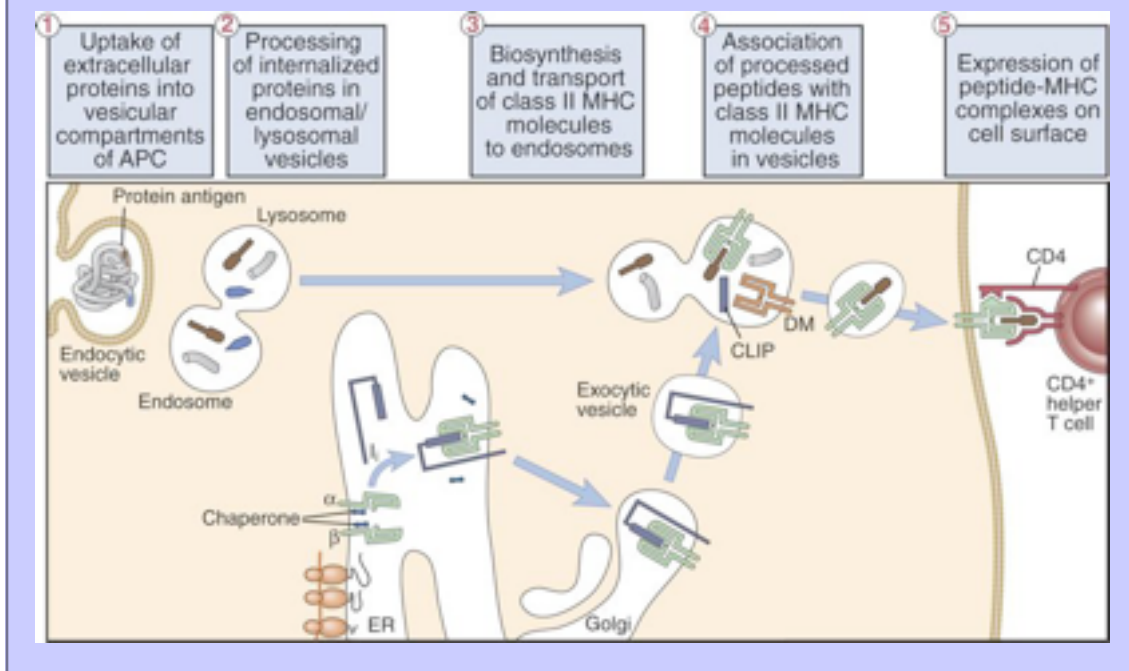 1
Uptake of
extracellular
proteins into
vesicular
compartments
of APC
2
Processing
of internalized
proteins in
endosomal/
lysosomal
vesicles
3
Biosynthesis
and transport
of class II MHC
molecules
to endosomes
4
Association
of processed
peptides with
class II MHC
molecules
in vesicles
5
Expression of
peptide-MHC
complexes on
cell surface
Protein antigen
Lysosome
Endocytic
vesicle
Endosome
Ii
α
Chaperone
β
ER
Golgi
Exocytic
vesicle
CLIP
DM
CD4
CD4+
helper
T cell